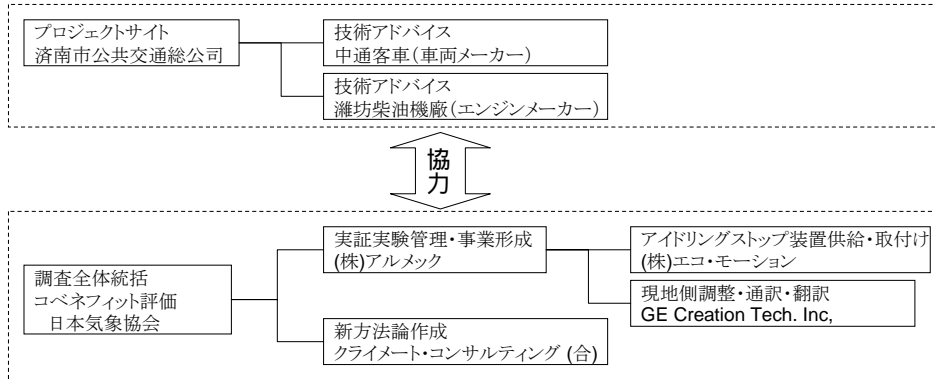 プロジェクトサイト
済南市公共交通総公司
技術アドバイス
中通客車(車両メーカー)
技術アドバイス
濰坊柴油機廠(エンジンメーカー)
協
力
調査全体統括
コベネフィット評価
日本気象協会
実証実験管理・事業形成
(株)アルメック
アイドリングストップ装置供給・取付け
(株)エコ・モーション
現地側調整・通訳・翻訳
GE Creation Tech. Inc,
新方法論作成
クライメート・コンサルティング (合)